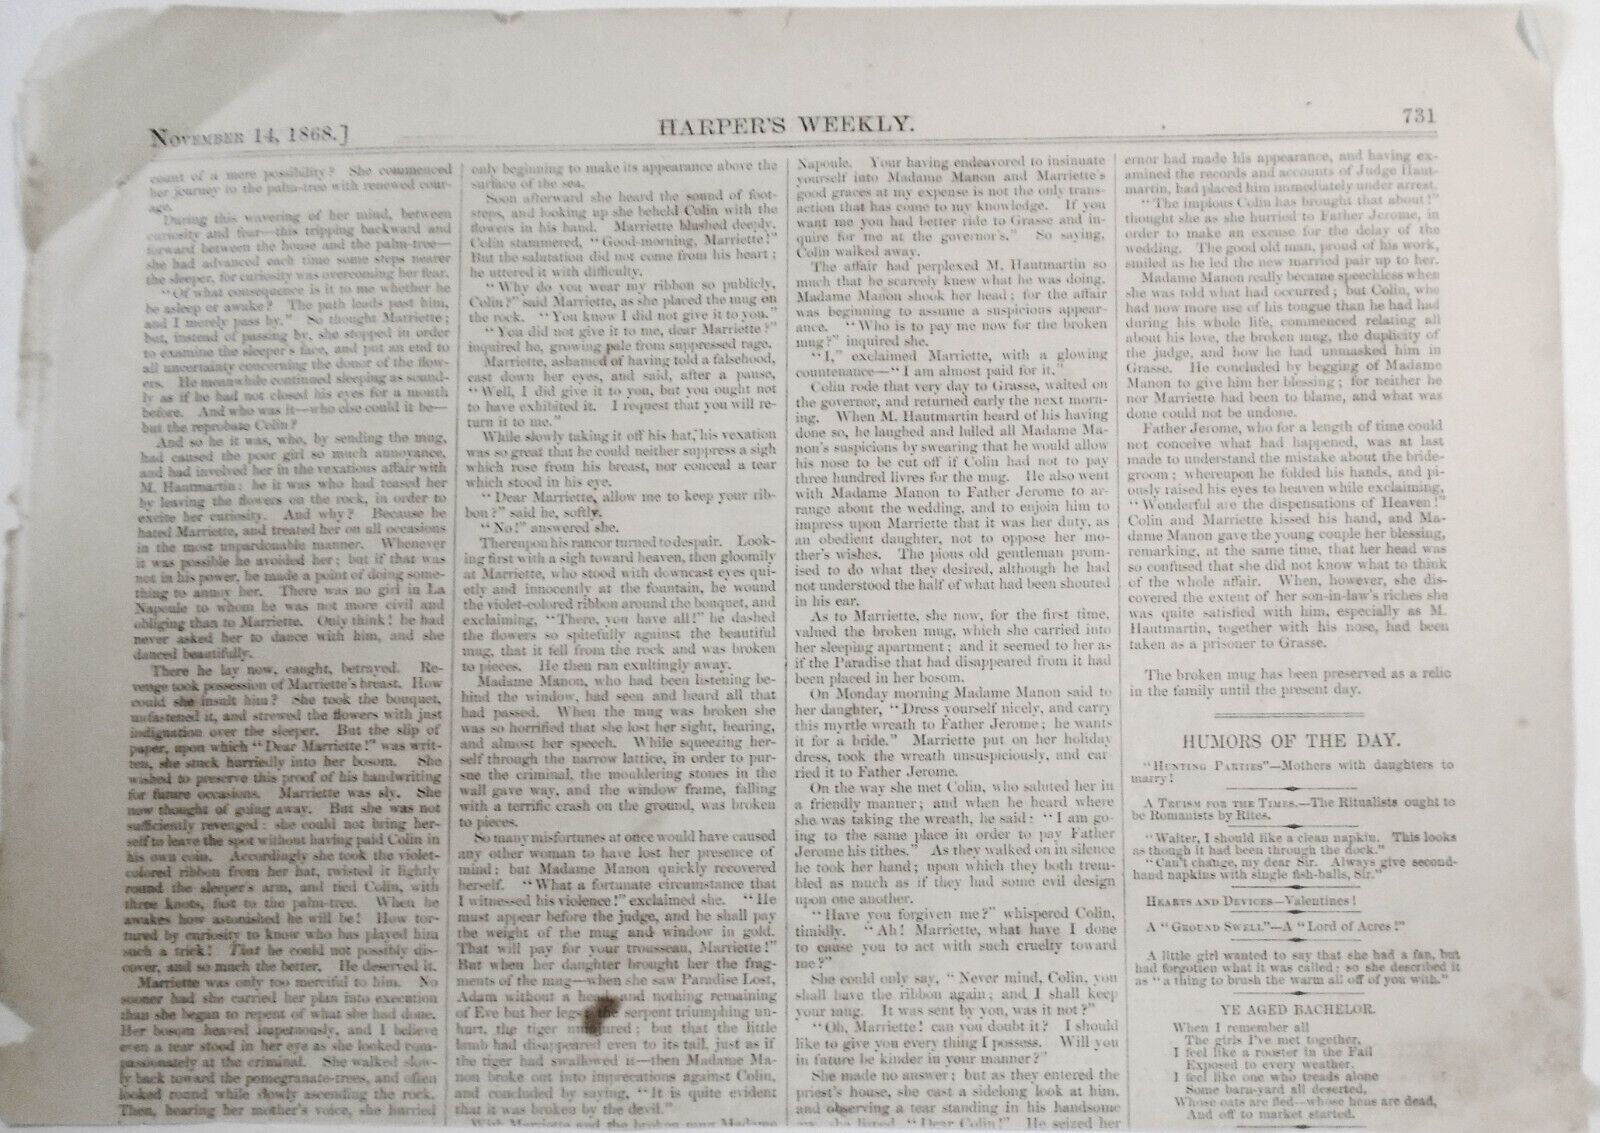 November 14, 1868.]
HARPER'S WEEKLY.
731
count of a mere possibility? She commenced
her journey to the palm-tree with renewed cour-
age.
During this wavering of her mind, between
curiosity and fear—this tripping backward and
forward between the house and the palm-tree—
she had advanced each time some steps nearer
the sleeper, for curiosity was overcoming her fear.
"Of what consequence is it to me whether he
be asleep or awake? The path leads past him,
and I merely pass by." So thought Marriette;
but, instead of passing by, she stopped in order
to examine the sleeper's face, and put an end to
all uncertainty concerning the donor of the flow-
ers. He meanwhile continued sleeping as sound-
ly as if he had not closed his eyes for a month
before. And who was it—who else could it be—
but the reprobate Colin?
And so he it was, who, by sending the mug,
had caused the poor girl so much annoyance,
and had involved her in the vexatious affair with
M. Hautmartin: he it was who had teased her
by leaving the flowers on the rock, in order to
excite her curiosity. And why? Because he
hated Marriette, and treated her on all occasions
in the most unpardonable manner. Whenever
it was possible he avoided her; but if that was
not in his power, he made a point of doing some-
thing to annoy her. There was no girl in La
Napoule to whom he was not more civil and
obliging than to Marriette. Only think! he had
never asked her to dance with him, and she
danced beautifully.
There he lay now, caught, betrayed. Re-
venge took possession of Marriette's breast. How
could she insult him? She took the bouquet,
unfastened it, and strewed the flowers with just
indignation over the sleeper. But the slip of
paper, upon which "Dear Marriette!" was writ-
ten, she stuck hurriedly into her bosom. She
wished to preserve this proof of his handwriting
for future occasions. Marriette was sly. She
now thought of going away. But she was not
sufficiently revenged: she could not bring her-
self to leave the spot without having paid Colin in
his own coin. Accordingly she took the violet-
colored ribbon from her hat, twisted it lightly
round the sleeper's arm, and tied Colin, with
three knots, fast to the palm-tree. When he
awakes how astonished he will be! How tor-
tured by curiosity to know who has played him
such a trick! That he could not possibly dis-
cover, and so much the better. He deserved it.
Marriette was only too merciful to him. No
sooner had she carried her plan into execution
than she began to repent of what she had done.
Her bosom heaved impetuously, and I believe
even a tear stood in her eye as she looked com-
passionately at the criminal. She walked slow-
ly back toward the pomegranate-trees, and often
looked round while slowly ascending the rock.
Then, hearing her mother's voice, she hurried
only beginning to make its appearance above the
surface of the sea.
Soon afterward she heard the sound of foot-
steps, and looking up she beheld Colin with the
flowers in his hand. Marriette blushed deeply.
Colin stammered, "Good-morning, Marriette!"
But the salutation did not come from his heart;
he uttered it with difficulty.
"Why do you wear my ribbon so publicly,
Colin?" said Marriette, as she placed the mug on
the rock. "You know I did not give it to you."
"You did not give it to me, dear Marriette?"
inquired he, growing pale from suppressed rage.
Marriette, ashamed of having told a falsehood,
cast down her eyes, and said, after a pause,
"Well, I did give it to you, but you ought not
to have exhibited it. I request that you will re-
turn it to me."
While slowly taking it off his hat, his vexation
was so great that he could neither suppress a sigh
which rose from his breast, nor conceal a tear
which stood in his eye.
"Dear Marriette, allow me to keep your rib-
bon?" said he, softly.
"No!" answered she.
Thereupon his rancor turned to despair. Look-
ing first with a sigh toward heaven, then gloomily
at Marriette, who stood with downcast eyes qui-
etly and innocently at the fountain, he wound
the violet-colored ribbon around the bonquet, and
exclaiming, "There, you have all!" he dashed
the flowers so spitefully against the beautiful
mug, that it fell from the rock and was broken
to pieces. He then ran exultingly away.
Madame Manon, who had been listening be-
hind the window, had seen and heard all that
had passed. When the mug was broken she
was so horrified that she lost her sight, hearing,
and almost her speech. While squeezing her-
self through the narrow lattice, in order to pur-
sue the criminal, the mouldering stones in the
wall gave way, and the window frame, falling
with a terrific crash on the ground, was broken
to pieces.
So many misfortunes at once would have caused
any other woman to have lost her presence of
mind; but Madame Manon quickly recovered
herself. "What a fortunate circumstance that
I witnessed his violence!" exclaimed she. "He
must appear before the judge, and he shall pay
the weight of the mug and window in gold.
That will pay for your trousseau, Marriette!"
But when her daughter brought her the frag-
ments of the mug—when she saw Paradise Lost,
Adam without a head and nothing remaining
of Eve but her legs, the serpent triumphing un-
hurt, the tiger uninjured; but that the little
lamb had disappeared even to its tail, just as if
the tiger had swallowed it—then Madame Ma-
non broke out into imprecations against Colin,
and concluded by saying, "It is quite evident
that it was broken by the devil."
With Marriette and the broken mug Madame
Napoule. Your having endeavored to insinuate
yourself into Madame Manon and Marriette's
good graces at my expense is not the only trans-
action that has come to my knowledge. If you
want me you had better ride to Grasse and in-
quire for me at the governor's." So saying,
Colin walked away.
The affair had perplexed M. Hautmartin so
much that he scarcely knew what he was doing.
Madame Manon shook her head; for the affair
was beginning to assume a suspicious appear-
ance. "Who is to pay me now for the broken
mug?" inquired she.
"I," exclaimed Marriette, with a glowing
countenance—"I am almost paid for it."
Colin rode that very day to Grasse, waited on
the governor, and returned early the next morn-
ing. When M. Hautmartin heard of his having
done so, he laughed and lulled all Madame Ma-
non's suspicions by swearing that he would allow
his nose to be cut off if Colin had not to pay
three hundred livres for the mug. He also went
with Madame Manon to Father Jerome to ar-
range about the wedding, and to enjoin him to
impress upon Marriette that it was her duty, as
an obedient daughter, not to oppose her mo-
ther's wishes. The pious old gentleman prom-
ised to do what they desired, although he had
not understood the half of what had been shouted
in his ear.
As to Marriette, she now, for the first time,
valued the broken mug, which she carried into
her sleeping apartment; and it seemed to her as
if the Paradise that had disappeared from it had
been placed in her bosom.
On Monday morning Madame Manon said to
her daughter, "Dress yourself nicely, and carry
this myrtle wreath to Father Jerome; he wants
it for a bride." Marriette put on her holiday
dress, took the wreath unsuspiciously, and car-
ried it to Father Jerome.
On the way she met Colin, who saluted her in
a friendly manner; and when he heard where
she was taking the wreath, he said: "I am go-
ing to the same place in order to pay Father
Jerome his tithes." As they walked on in silence
he took her hand; upon which they both trem-
bled as much as if they had some evil design
upon one another.
"Have you forgiven me?" whispered Colin,
timidly. "Ah! Marriette, what have I done
to cause you to act with such cruelty toward
me?"
She could only say, "Never mind, Colin, you
shall have the ribbon again; and I shall keep
your mug. It was sent by you, was it not?"
"Oh, Marriette! can you doubt it? I should
like to give you every thing I possess. Will you
in future be kinder in your manner?"
She made no answer; but as they entered the
priest's house, she cast a sidelong look at him,
and observing a tear standing in his handsome
she lisped, "Dear Colin!" He seized her
ernor had made his appearance, and having ex-
amined the records and accounts of Judge Haut-
martin, had placed him immediately under arrest.
"The impious Colin has brought that about!"
thought she as she hurried to Father Jerome, in
order to make an excuse for the delay of the
wedding. The good old man, proud of his work,
smiled as he led the new married pair up to her.
Madame Manon really became speechless when
she was told what had occurred; but Colin, who
had now more use of his tongue than he had had
during his whole life, commenced relating all
about his love, the broken mug, the duplicity of
the judge, and how he had unmasked him in
Grasse. He concluded by begging of Madame
Manon to give him her blessing; for neither he
nor Marriette had been to blame, and what was
done could not be undone.
Father Jerome, who for a length of time could
not conceive what had happened, was at last
made to understand the mistake about the bride-
groom; whereupon he folded his hands, and pi-
ously raised his eyes to heaven while exclaiming,
"Wonderful are the dispensations of Heaven!"
Colin and Marriette kissed his hand, and Ma-
dame Manon gave the young couple her blessing,
remarking, at the same time, that her head was
so confused that she did not know what to think
of the whole affair. When, however, she dis-
covered the extent of her son-in-law's riches she
was quite satisfied with him, especially as M.
Hautmartin, together with his nose, had been
taken as a prisoner to Grasse.
The broken mug has been preserved as a relic
in the family until the present day.
HUMORS OF THE DAY.
"Hunting Parties"—Mothers with daughters to
marry!
A Truism for the Times.—The Ritualists ought to
be Romanists by Rites.
"Waiter, I should like a clean napkin. This looks
as though it had been through the dock."
"Can't change, my dear Sir. Always give second-
hand napkins with single fish-balls, Sir."
Hearts and Devices—Valentines!
A "Ground Swell"—A "Lord of Acres!"
A little girl wanted to say that she had a fan, but
had forgotten what it was called; so she described it
as "a thing to brush the warm all off of you with."
YE AGED BACHELOR.
When I remember all
The girls I've met together,
I feel like a rooster in the Fall
Exposed to every weather.
I feel like one who treads alone
Some barn-yard all deserted,
Whose oats are fled—whose hens are dead,
And off to market started.